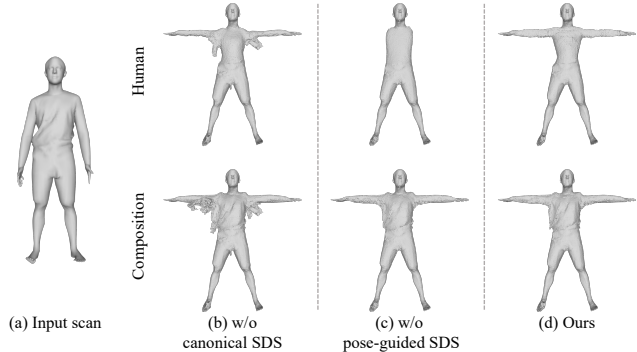 Human
Composition
(a) Input scan
(b) w/o
canonical SDS
(c) w/o
pose-guided SDS
(d) Ours